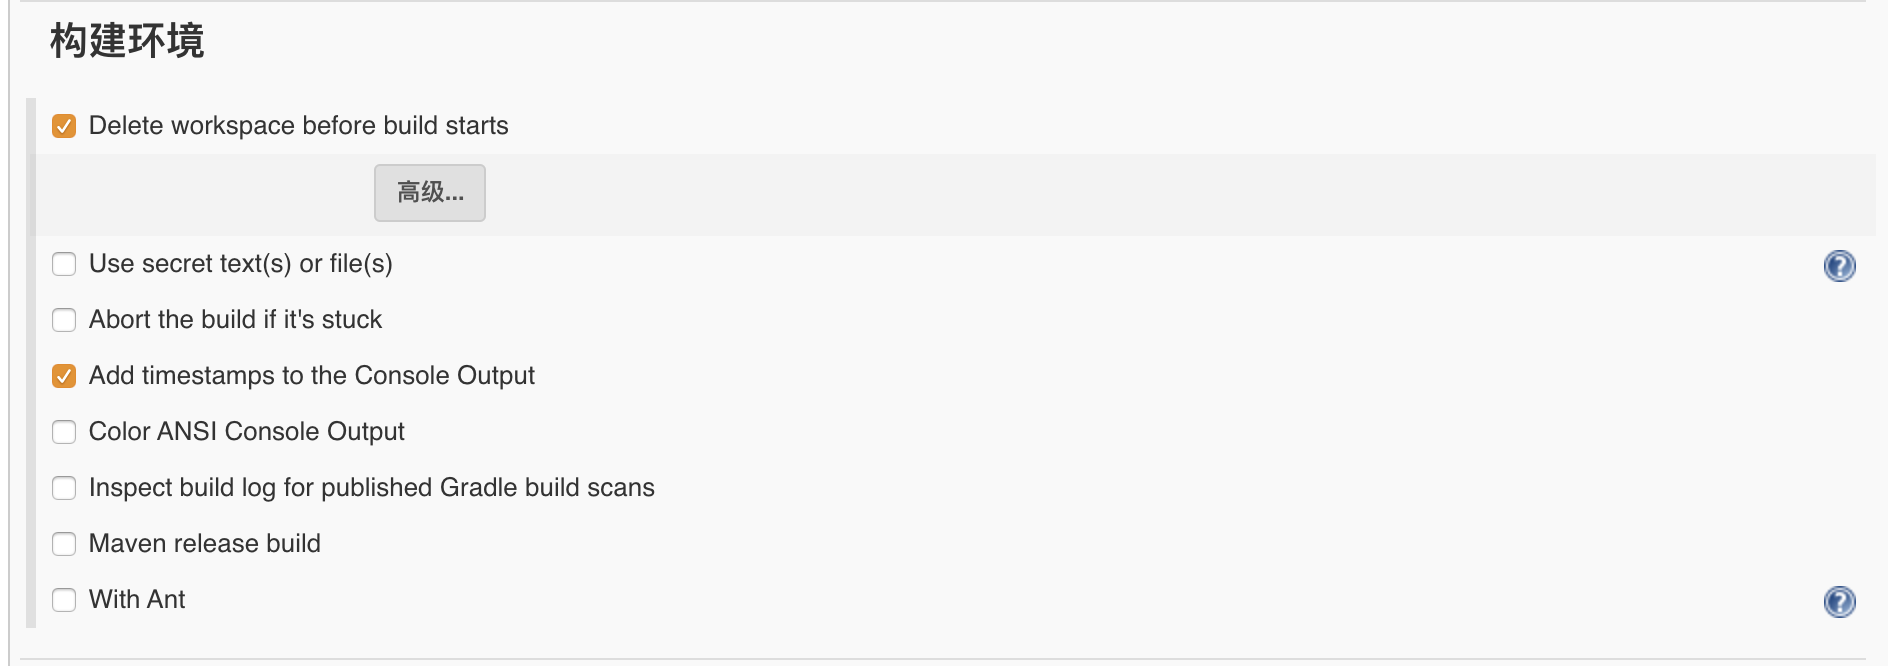 构建环境
Delete workspace before build starts
高级...
Use secret text(s) or file(s)
Abort the build if it's stuck
Add timestamps to the Console Output
Color ANSI Console Output
Inspect build log for published Gradle build scans
Maven release build
With Ant